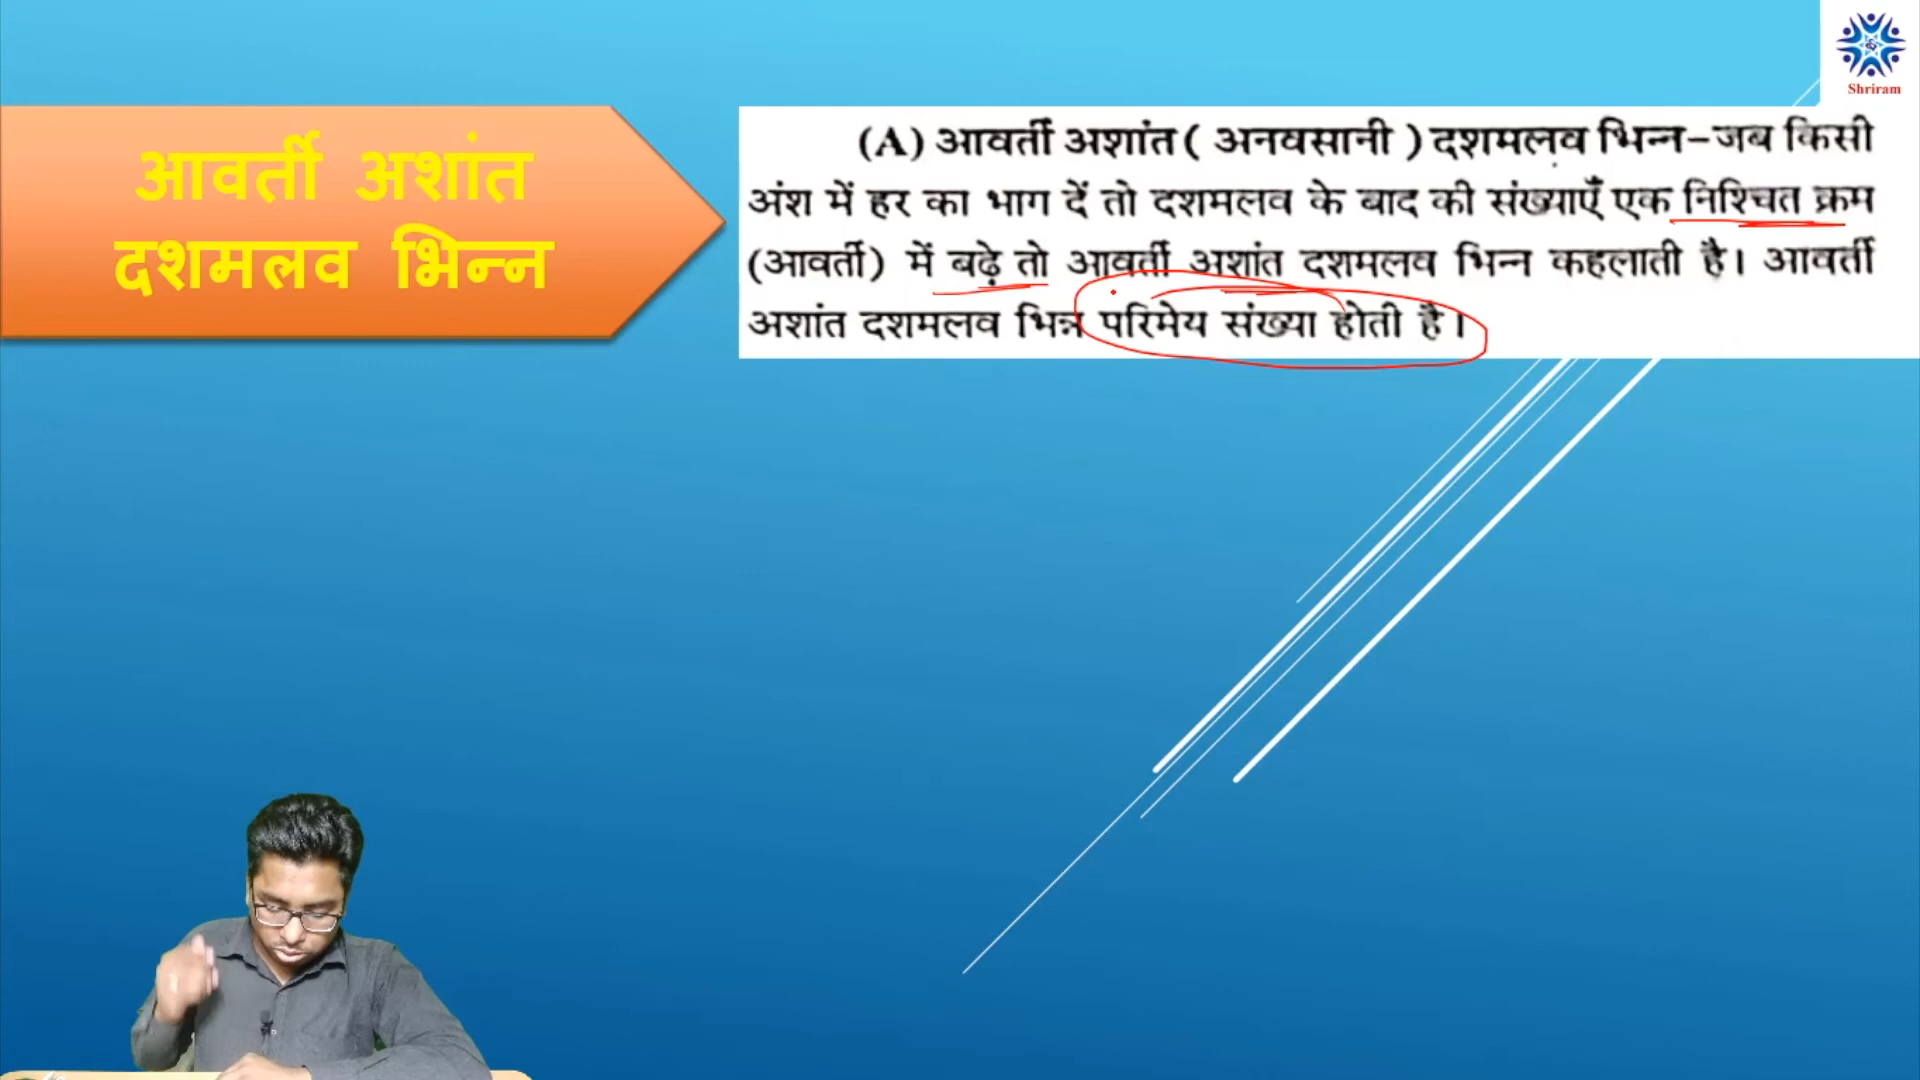 Shriram
आवर्ती अशांत
दशमलव भिन्न
(A) आवर्ती अशांत ( अनवसानी ) दशमलव भिन्न-जब किसी
अंश में हर का भाग दें तो दशमलव के बाद की संख्याएँ एक निश्चित क्रम
(आवर्ती) में बढ़े तो आवर्ती अशांत दशमलव भिन्न कहलाती है। आवर्ती
अशांत दशमलव भिन्न परिमेय संख्या होती है।